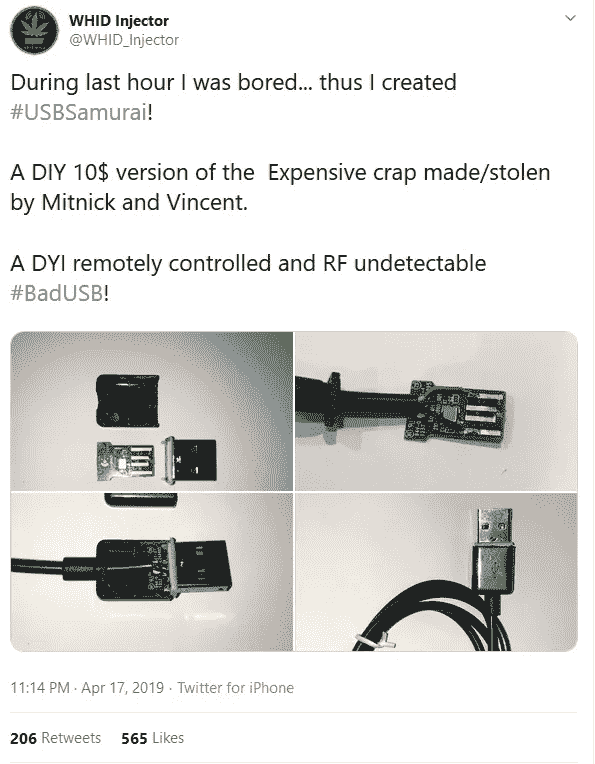 WHID Injector
@WHID_Injector
During last hour I was bored... thus I created
#USBSamurai!
A DIY 10$ version of the  Expensive crap made/stolen
by Mitnick and Vincent.
A DYI remotely controlled and RF undetectable
#BadUSB!
11:14 PM · Apr 17, 2019 · Twitter for iPhone
206 Retweets 565 Likes